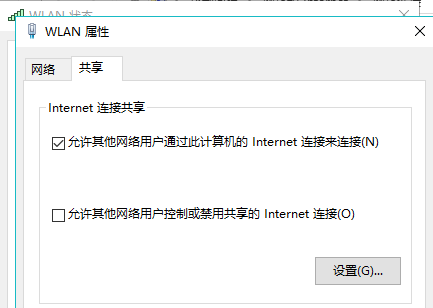 WLAN 状态
WLAN 属性
网络
共享
Internet 连接共享
允许其他网络用户通过此计算机的 Internet 连接来连接(N)
允许其他网络用户控制或禁用共享的 Internet 连接(O)
设置(G)...